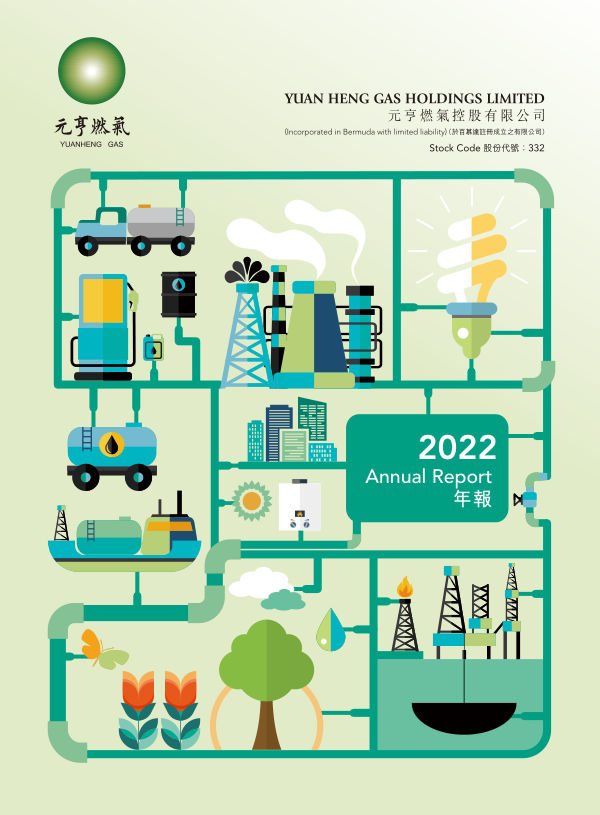 元亨燃氣
YUANHENG GAS
YUAN HENG GAS HOLDINGS LIMITED
元亨燃氣控股有限公司
(Incorporated in Bermuda with limited liability) (於百慕達註冊成立之有限公司)
Stock Code 股份代號：332
2022
Annual Report
年報